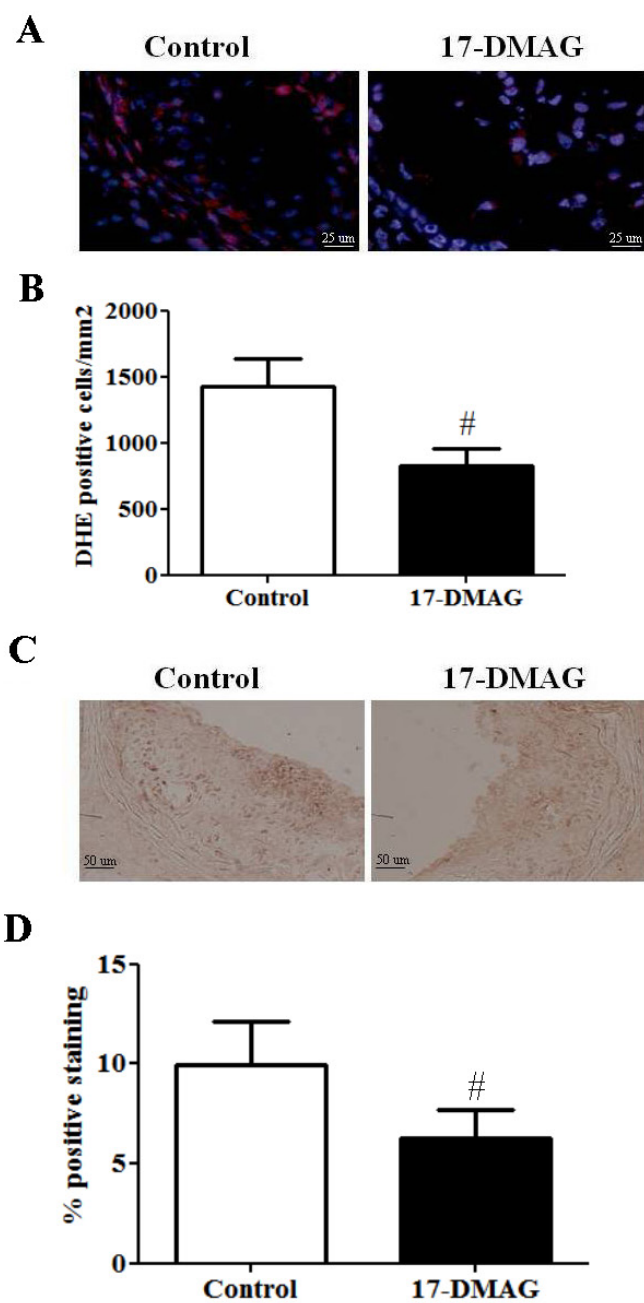 A
Control 17-DMAG
25 um 25 um
B
DHE positive cells/mm2
2000
1500
1000
500
0
#
Control 17-DMAG
C
Control 17-DMAG
50 um 50 um
D
% positive staining
15
10
5
0
#
Control 17-DMAG